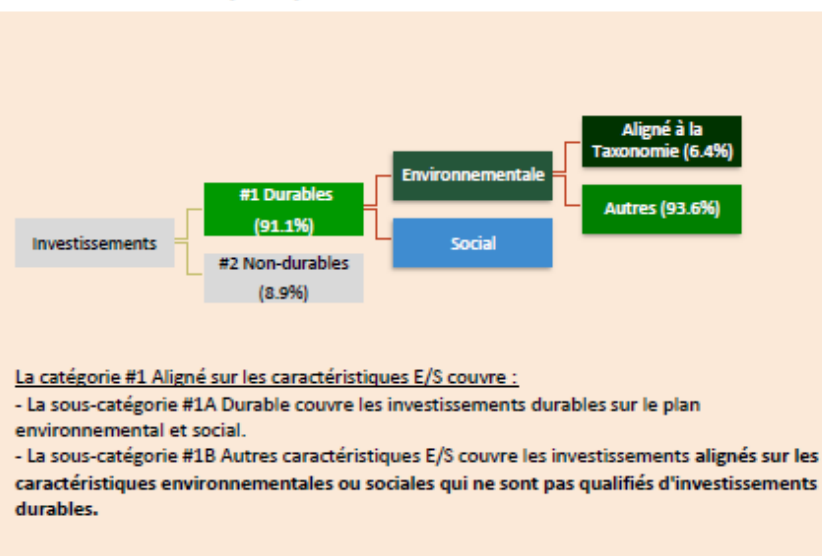 Investissements
#1 Durables
(91.1%)
#2 Non-durables
(8.9%)
Environnementale
Social
Aligné à la
Taxonomie (6.4%)
Autres (93.6%)
La catégorie #1 Aligné sur les caractéristiques E/S couvre :
- La sous-catégorie #1A Durable couvre les investissements durables sur le plan
environnemental et social.
- La sous-catégorie #1B Autres caractéristiques E/S couvre les investissements alignés sur les
caractéristiques environnementales ou sociales qui ne sont pas qualifiés d'investissements
durables.